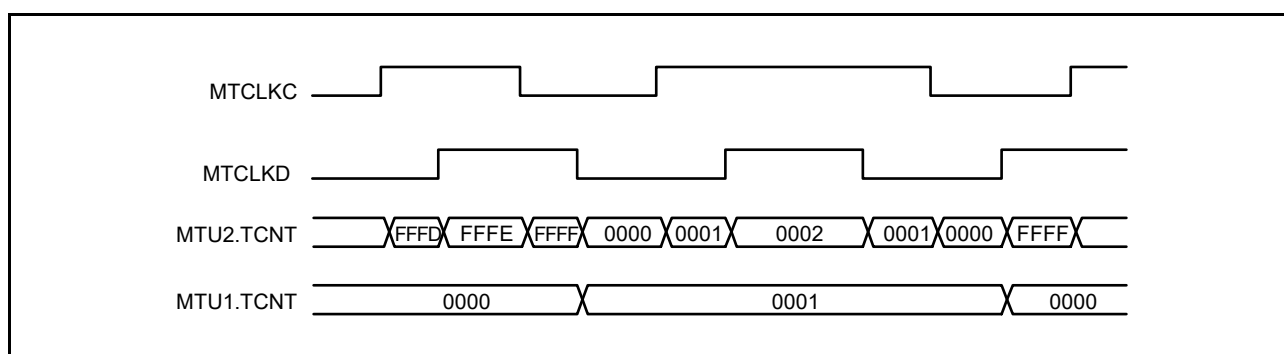 MTCLKC
MTCLKD
MTU2.TCNT FFFD FFFE FFFF 0000 0001 0002 0001 0000 FFFF
MTU1.TCNT 0000 0001 0000